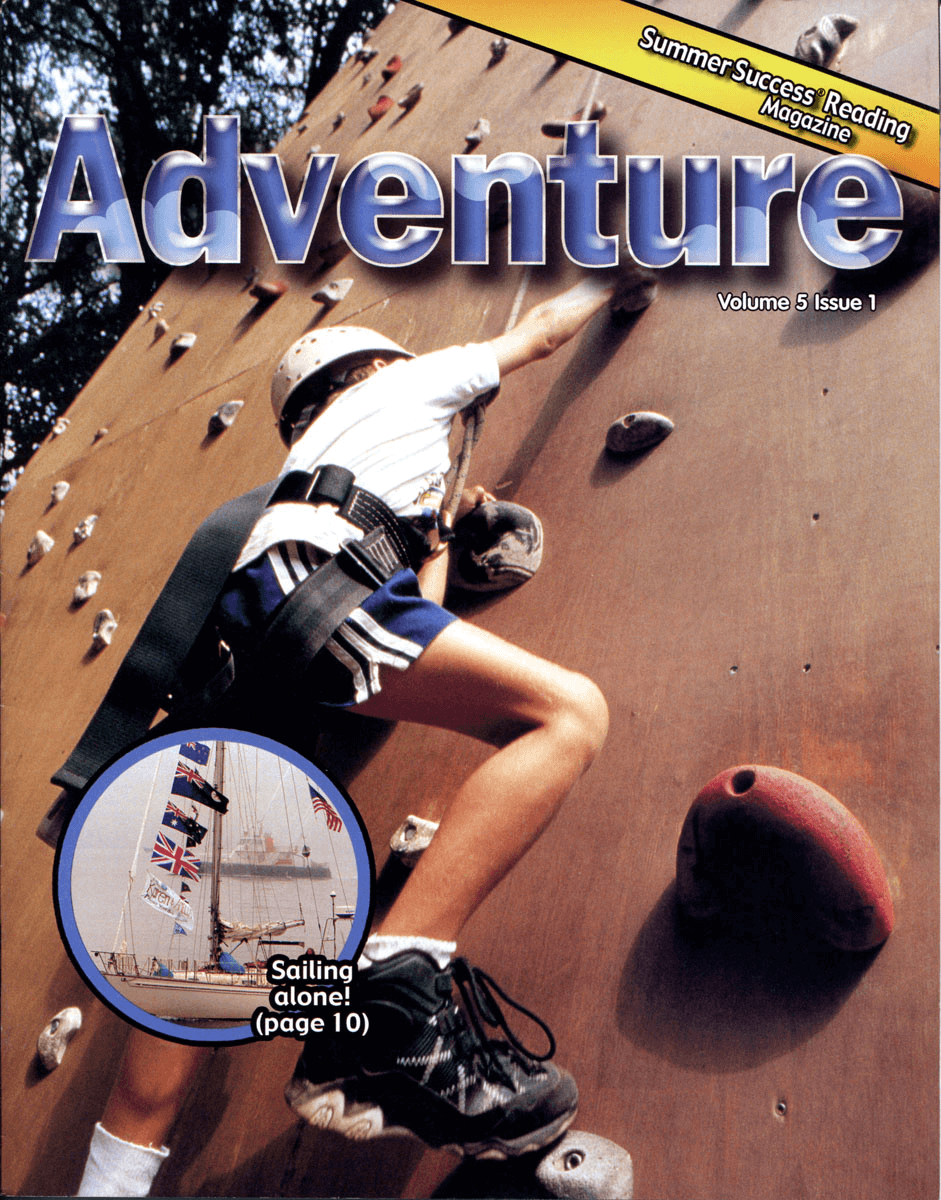 Summer Success® Reading
Magazine
Adventure
Volume 5 Issue 1
Sailing
alone!
(page 10)